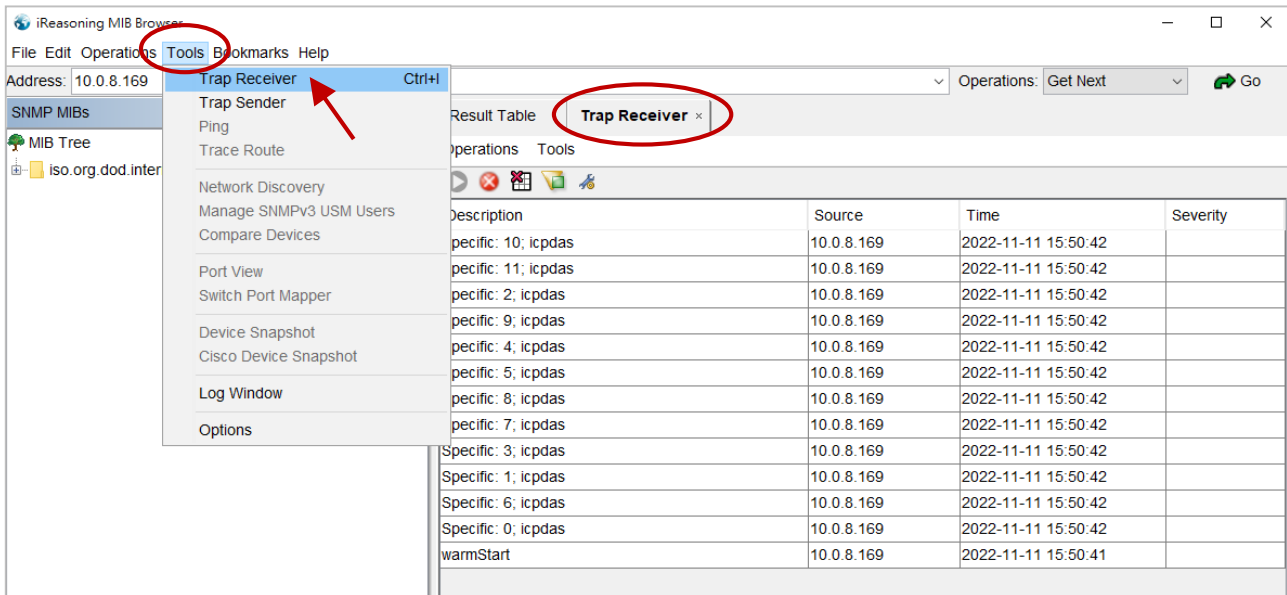 iReasoning MIB Browser
File Edit Operations Tools Bookmarks Help
Address: 10.0.8.169 Operations: Get Next Go
Trap Receiver Ctrl+I
Trap Sender
Ping
Trace Route
Network Discovery
Manage SNMPv3 USM Users
Compare Devices
Port View
Switch Port Mapper
Device Snapshot
Cisco Device Snapshot
Log Window
Options
SNMP MIBs
MIB Tree
iso.org.dod.inter
Result Table Trap Receiver ×
Operations Tools
Description Source Time Severity
pecific: 10; icpdas 10.0.8.169 2022-11-11 15:50:42
pecific: 11; icpdas 10.0.8.169 2022-11-11 15:50:42
pecific: 2; icpdas 10.0.8.169 2022-11-11 15:50:42
pecific: 9; icpdas 10.0.8.169 2022-11-11 15:50:42
pecific: 4; icpdas 10.0.8.169 2022-11-11 15:50:42
pecific: 5; icpdas 10.0.8.169 2022-11-11 15:50:42
pecific: 8; icpdas 10.0.8.169 2022-11-11 15:50:42
pecific: 7; icpdas 10.0.8.169 2022-11-11 15:50:42
Specific: 3; icpdas 10.0.8.169 2022-11-11 15:50:42
Specific: 1; icpdas 10.0.8.169 2022-11-11 15:50:42
Specific: 6; icpdas 10.0.8.169 2022-11-11 15:50:42
Specific: 0; icpdas 10.0.8.169 2022-11-11 15:50:42
warmStart 10.0.8.169 2022-11-11 15:50:41